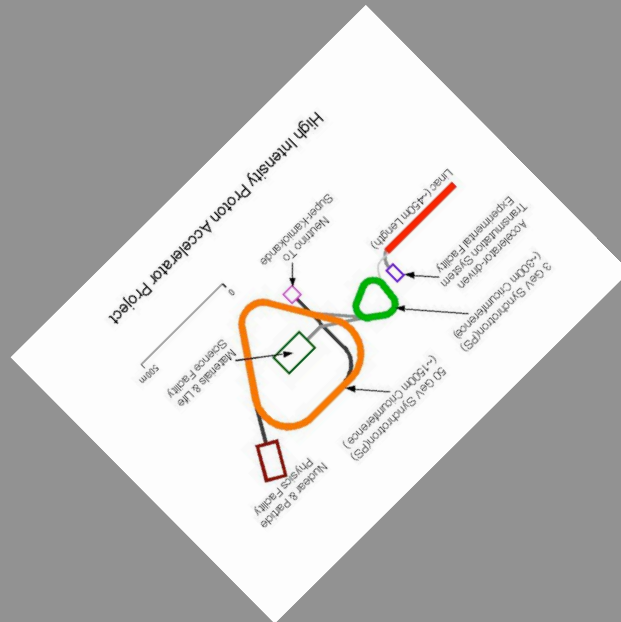 High Intensity Proton Accelerator Project
Linac (~450m Length)
Accelerator-driven
Transmutation System
Experimental Facility
3 GeV Synchrotron(PS)
(~300m Cricumference)
Neutrino To
Super-Kamiokande
Materials & Life
Science Facility
50 GeV Synchrotron(PS)
(~1500m Cricumference)
Nuclear & Particle
Physics Facility
0
500m